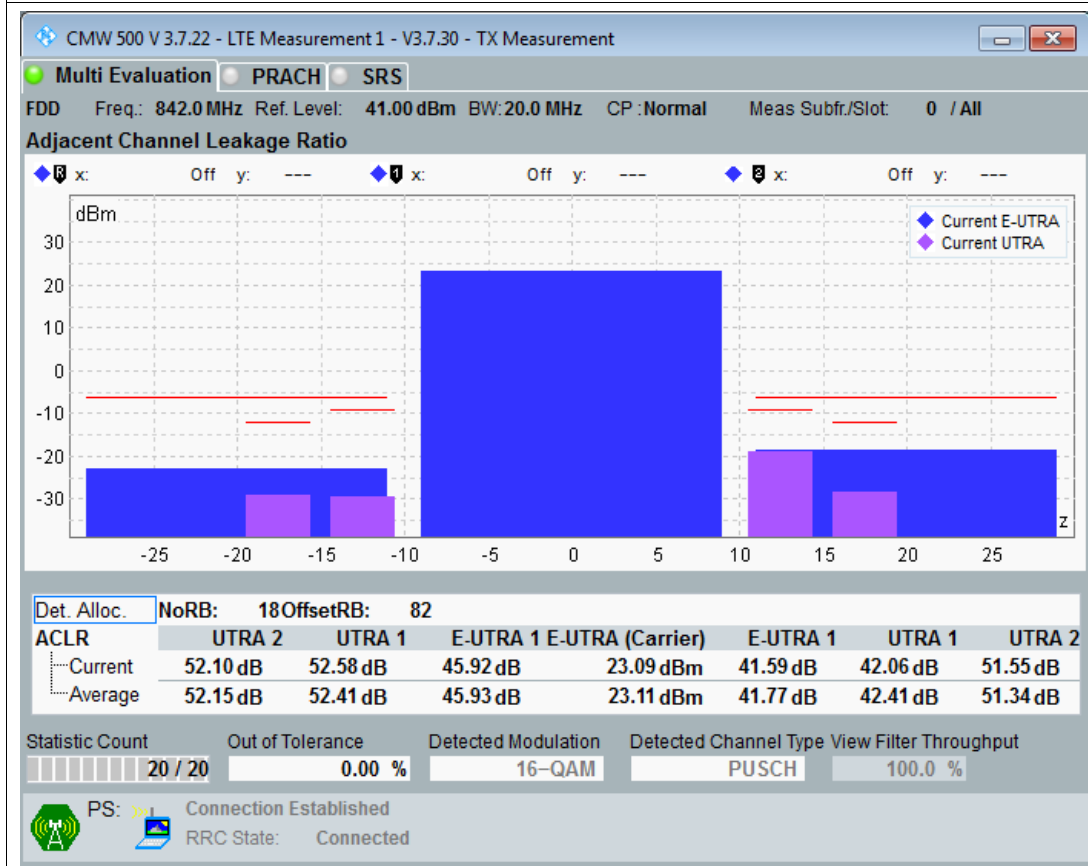 CMW 500 V 3.7.22 - LTE Measurement 1 - V3.7.30 - TX Measurement
Multi Evaluation PRACH SRS
FDD Freq.: 842.0 MHz Ref. Level: 41.00 dBm BW: 20.0 MHz CP : Normal Meas Subfr./Slot: 0 / All
Adjacent Channel Leakage Ratio
R x: Off y: --- 1 x: Off y: --- 2 x: Off y: ---
dBm
Current E-UTRA
Current UTRA
30
20
10
0
-10
-20
-30
z
-25 -20 -15 -10 -5 0 5 10 15 20 25
Det. Alloc. NoRB: 18 OffsetRB: 82
ACLR UTRA 2 UTRA 1 E-UTRA 1 E-UTRA (Carrier) E-UTRA 1 UTRA 1 UTRA 2
Current 52.10 dB 52.58 dB 45.92 dB 23.09 dBm 41.59 dB 42.06 dB 51.55 dB
Average 52.15 dB 52.41 dB 45.93 dB 23.11 dBm 41.77 dB 42.41 dB 51.34 dB
Statistic Count Out of Tolerance Detected Modulation Detected Channel Type View Filter Throughput
20 / 20 0.00 % 16-QAM PUSCH 100.0 %
PS: Connection Established
RRC State: Connected